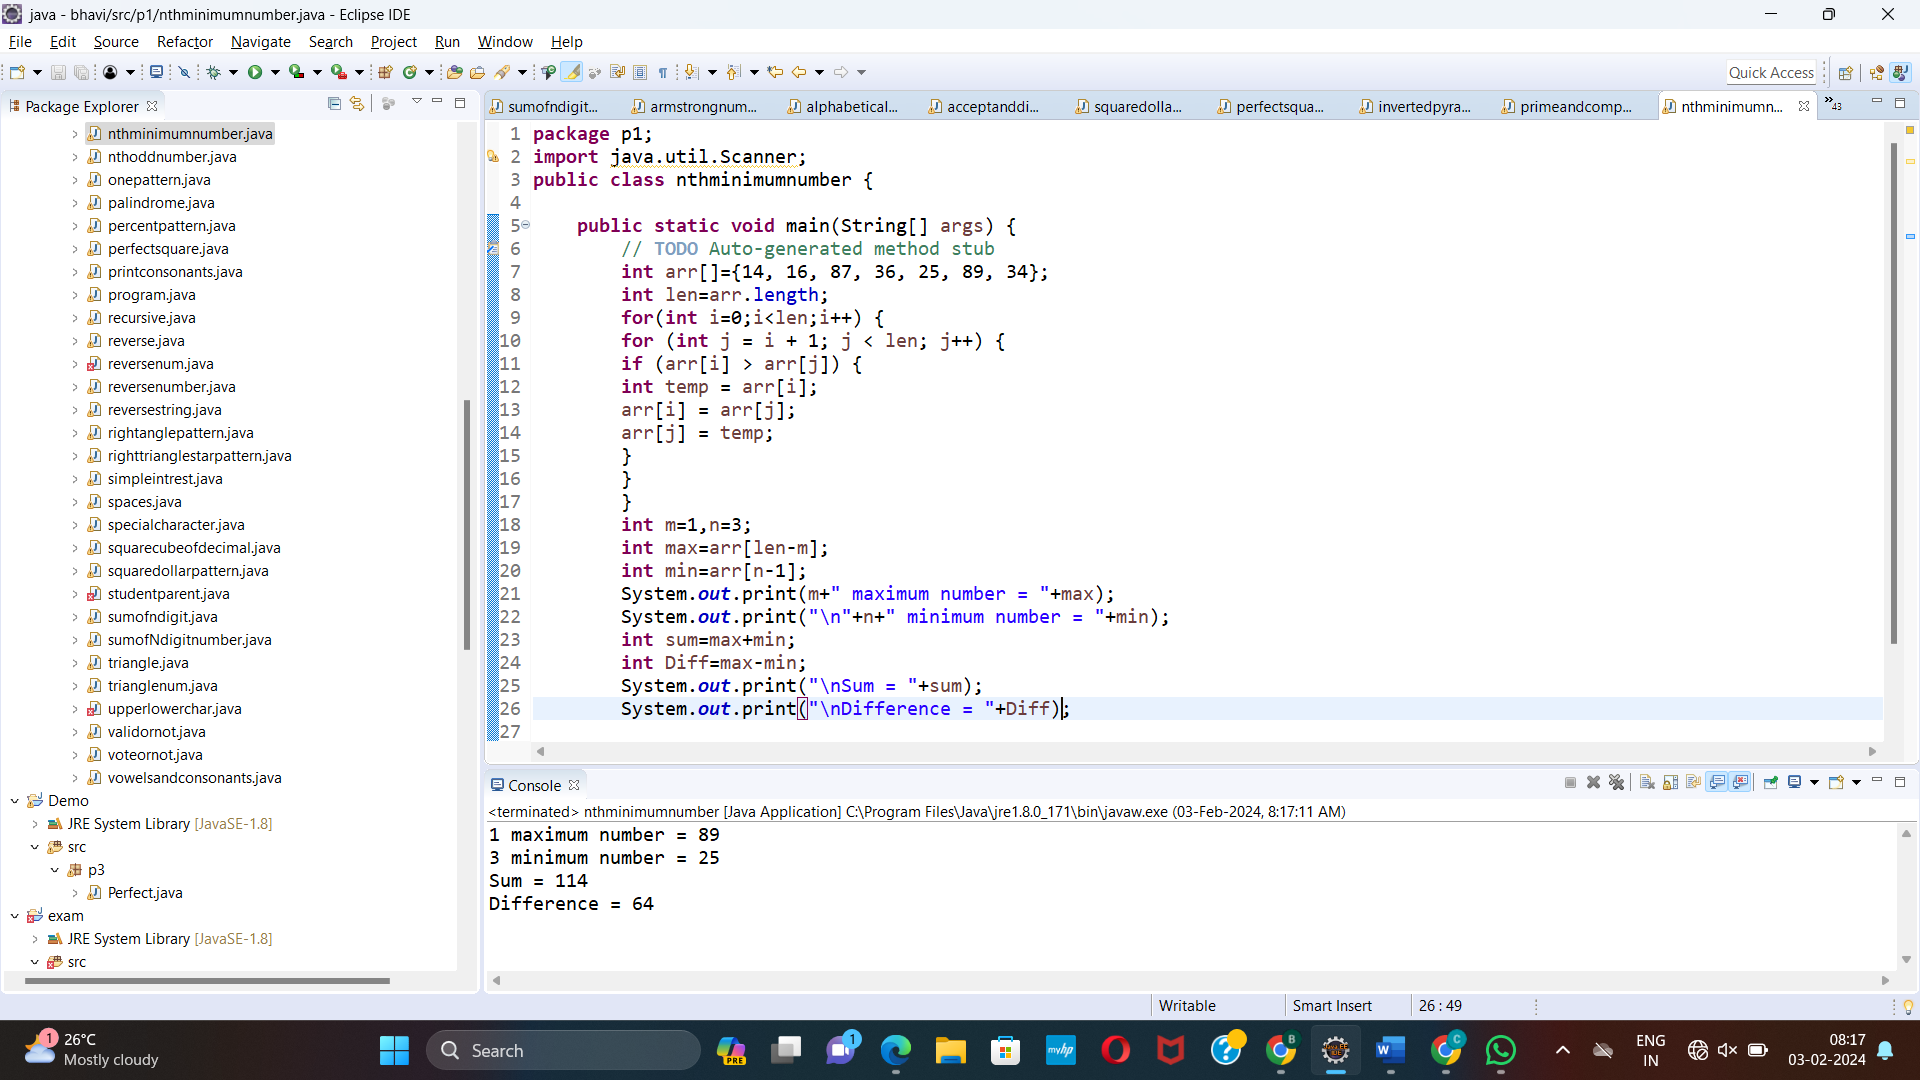 java - bhavi/src/p1/nthminimumnumber.java - Eclipse IDE
File Edit Source Refactor Navigate Search Project Run Window Help
Quick Access
Package Explorer
nthminimumnumber.java
nthoddnumber.java
onepattern.java
palindrome.java
percentpattern.java
perfectsquare.java
printconsonants.java
program.java
recursive.java
reverse.java
reversenum.java
reversenumber.java
reversestring.java
rightanglepattern.java
righttrianglestarpattern.java
simpleintrest.java
spaces.java
specialcharacter.java
squarecubeofdecimal.java
squaredollarpattern.java
studentparent.java
sumofndigit.java
sumofNdigitnumber.java
triangle.java
trianglenum.java
upperlowerchar.java
validornot.java
voteornot.java
vowelsandconsonants.java
Demo
JRE System Library [JavaSE-1.8]
src
p3
Perfect.java
exam
JRE System Library [JavaSE-1.8]
src
sumofndigit... armstrongnum... alphabetical... acceptanddi... squaredolla... perfectsqua... invertedpyra... primeandcomp... nthminimumn... »43
1 package p1;
2 import java.util.Scanner;
3 public class nthminimumnumber {
4
5 public static void main(String[] args) {
6 // TODO Auto-generated method stub
7 int arr[]={14, 16, 87, 36, 25, 89, 34};
8 int len=arr.length;
9 for(int i=0;i<len;i++) {
10 for (int j = i + 1; j < len; j++) {
11 if (arr[i] > arr[j]) {
12 int temp = arr[i];
13 arr[i] = arr[j];
14 arr[j] = temp;
15 }
16 }
17 }
18 int m=1,n=3;
19 int max=arr[len-m];
20 int min=arr[n-1];
21 System.out.print(m+" maximum number = "+max);
22 System.out.print("\n"+n+" minimum number = "+min);
23 int sum=max+min;
24 int Diff=max-min;
25 System.out.print("\nSum = "+sum);
26 System.out.print("\nDifference = "+Diff);
27
Console
<terminated> nthminimumnumber [Java Application] C:\Program Files\Java\jre1.8.0_171\bin\javaw.exe (03-Feb-2024, 8:17:11 AM)
1 maximum number = 89
3 minimum number = 25
Sum = 114
Difference = 64
Writable Smart Insert 26 : 49
1 26°C
Mostly cloudy
Search
PRE
1
myhp
B
C
ENG
IN
08:17
03-02-2024